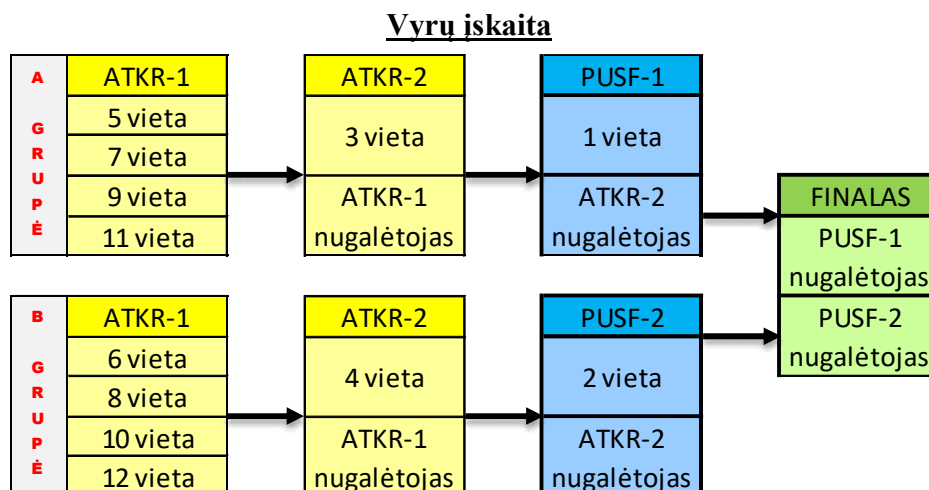 Vyrų įskaita
A GRUPĖ
ATKR-1
5 vieta
7 vieta
9 vieta
11 vieta
ATKR-2
3 vieta
ATKR-1
nugalėtojas
PUSF-1
1 vieta
ATKR-2
nugalėtojas
B GRUPĖ
ATKR-1
6 vieta
8 vieta
10 vieta
12 vieta
ATKR-2
4 vieta
ATKR-1
nugalėtojas
PUSF-2
2 vieta
ATKR-2
nugalėtojas
FINALAS
PUSF-1
nugalėtojas
PUSF-2
nugalėtojas